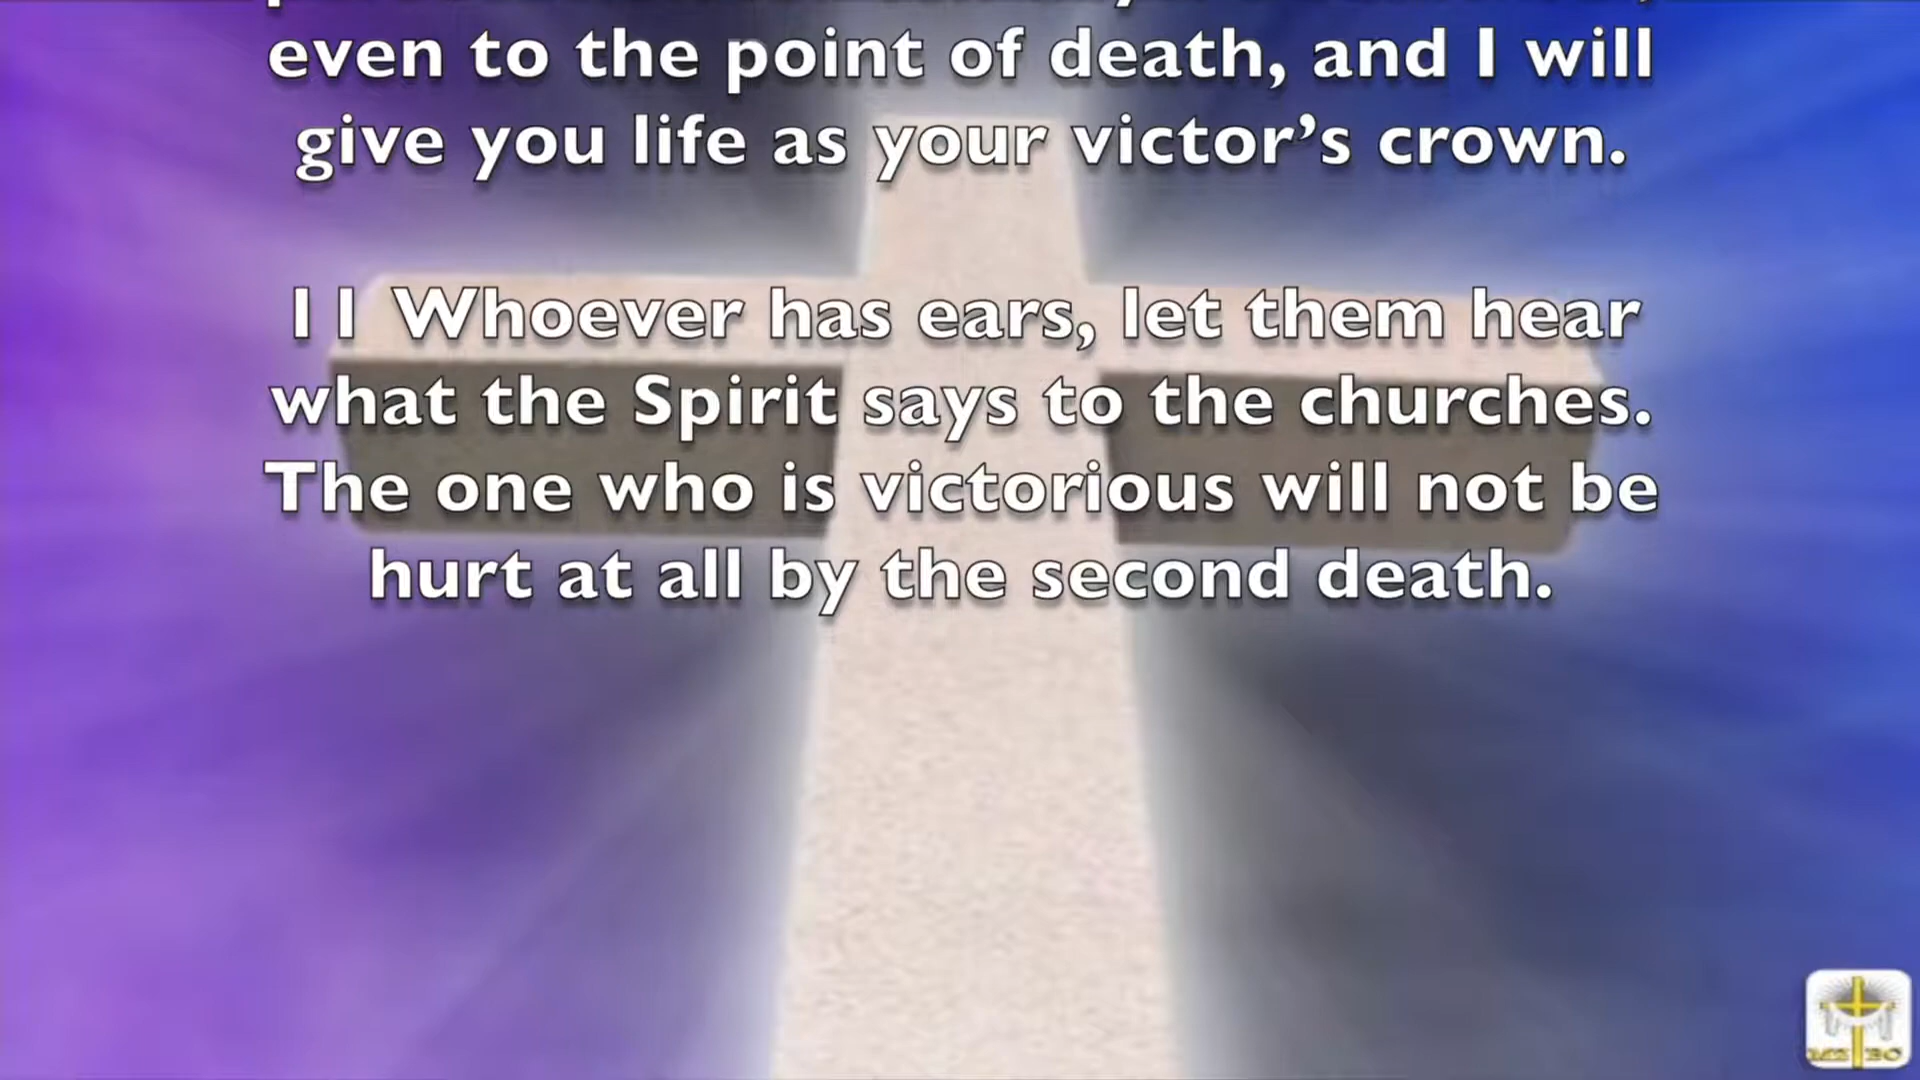 even to the point of death, and I will
give you life as your victor’s crown.
11 Whoever has ears, let them hear
what the Spirit says to the churches.
The one who is victorious will not be
hurt at all by the second death.